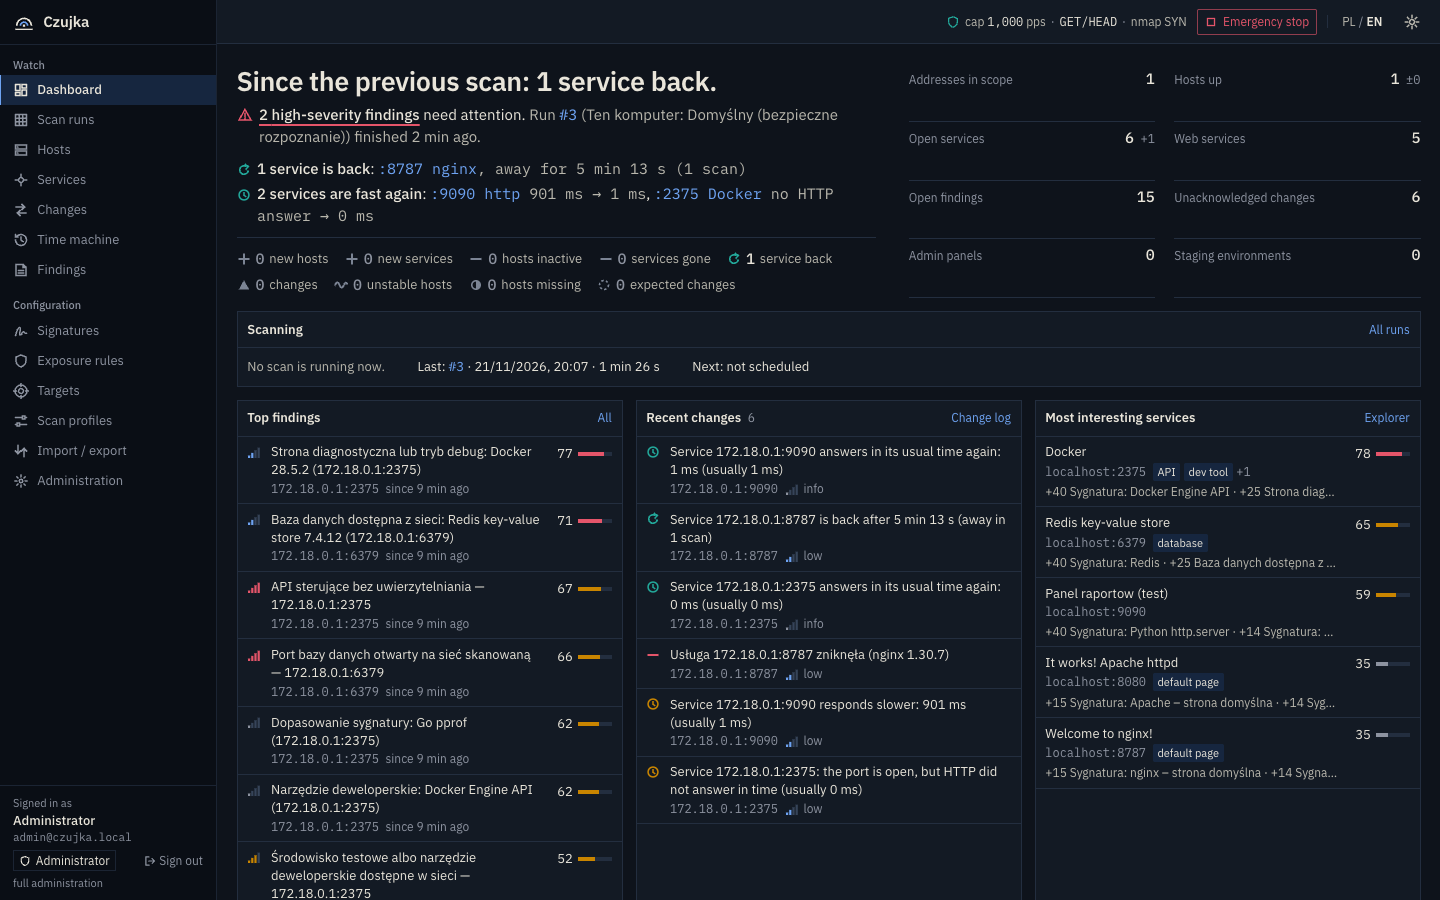 Czujka
cap 1,000 pps · GET/HEAD · nmap SYN
Emergency stop
PL / EN
Watch
Dashboard
Scan runs
Hosts
Services
Changes
Time machine
Findings
Configuration
Signatures
Exposure rules
Targets
Scan profiles
Import / export
Administration
Signed in as
Administrator
admin@czujka.local
Administrator
Sign out
full administration
Since the previous scan: 1 service back.
2 high-severity findings need attention. Run #3 (Ten komputer: Domyślny (bezpieczne
rozpoznanie)) finished 2 min ago.
1 service is back: :8787 nginx, away for 5 min 13 s (1 scan)
2 services are fast again: :9090 http 901 ms → 1 ms, :2375 Docker no HTTP
answer → 0 ms
0 new hosts
0 new services
0 hosts inactive
0 services gone
1 service back
0 changes
0 unstable hosts
0 hosts missing
0 expected changes
Addresses in scope 1
Hosts up 1 ±0
Open services 6 +1
Web services 5
Open findings 15
Unacknowledged changes 6
Admin panels 0
Staging environments 0
Scanning
All runs
No scan is running now.
Last: #3 · 21/11/2026, 20:07 · 1 min 26 s
Next: not scheduled
Top findings
All
Strona diagnostyczna lub tryb debug: Docker 77
28.5.2 (172.18.0.1:2375)
172.18.0.1:2375 since 9 min ago
Baza danych dostępna z sieci: Redis key-value 71
store 7.4.12 (172.18.0.1:6379)
172.18.0.1:6379 since 9 min ago
API sterujące bez uwierzytelniania — 67
172.18.0.1:2375
172.18.0.1:2375 since 9 min ago
Port bazy danych otwarty na sieć skanowaną 66
— 172.18.0.1:6379
172.18.0.1:6379 since 9 min ago
Dopasowanie sygnatury: Go pprof 62
(172.18.0.1:2375)
172.18.0.1:2375 since 9 min ago
Narzędzie deweloperskie: Docker Engine API 62
(172.18.0.1:2375)
172.18.0.1:2375 since 9 min ago
Środowisko testowe albo narzędzie 52
deweloperskie dostępne w sieci —
172.18.0.1:2375
Recent changes 6
Change log
Service 172.18.0.1:9090 answers in its usual time again:
1 ms (usually 1 ms)
172.18.0.1:9090 info
Service 172.18.0.1:8787 is back after 5 min 13 s (away in
1 scan)
172.18.0.1:8787 low
Service 172.18.0.1:2375 answers in its usual time again:
0 ms (usually 0 ms)
172.18.0.1:2375 info
Usługa 172.18.0.1:8787 zniknęła (nginx 1.30.7)
172.18.0.1:8787 low
Service 172.18.0.1:9090 responds slower: 901 ms
(usually 1 ms)
172.18.0.1:9090 low
Service 172.18.0.1:2375: the port is open, but HTTP did
not answer in time (usually 0 ms)
172.18.0.1:2375 low
Most interesting services
Explorer
Docker 78
localhost:2375 API dev tool +1
+40 Sygnatura: Docker Engine API · +25 Strona diag…
Redis key-value store 65
localhost:6379 database
+40 Sygnatura: Redis · +25 Baza danych dostępna z …
Panel raportow (test) 59
localhost:9090
+40 Sygnatura: Python http.server · +14 Sygnatura: …
It works! Apache httpd 35
localhost:8080 default page
+15 Sygnatura: Apache – strona domyślna · +14 Syg…
Welcome to nginx! 35
localhost:8787 default page
+15 Sygnatura: nginx – strona domyślna · +14 Sygna…